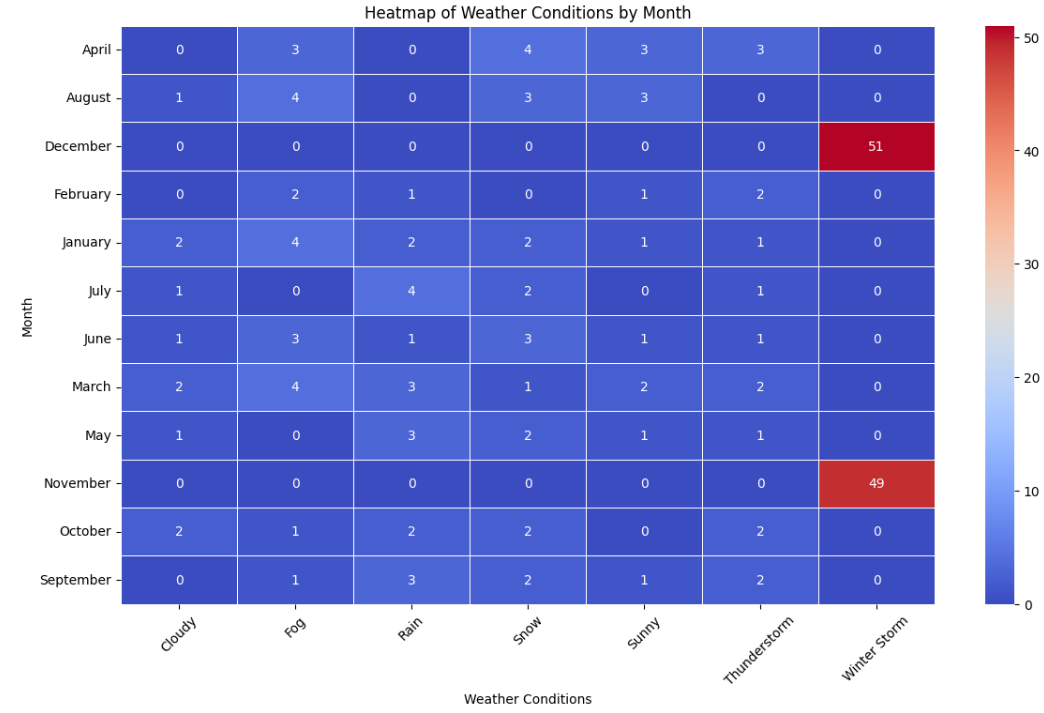 Heatmap of Weather Conditions by Month
April 0 3 0 4 3 3 0
August 1 4 0 3 3 0 0
December 0 0 0 0 0 0 51
February 0 2 1 0 1 2 0
January 2 4 2 2 1 1 0
July 1 0 4 2 0 1 0
June 1 3 1 3 1 1 0
March 2 4 3 1 2 2 0
May 1 0 3 2 1 1 0
November 0 0 0 0 0 0 49
October 2 1 2 2 0 2 0
September 0 1 3 2 1 2 0
Month
Cloudy Fog Rain Snow Sunny Thunderstorm Winter Storm
Weather Conditions
50
40
30
20
10
0